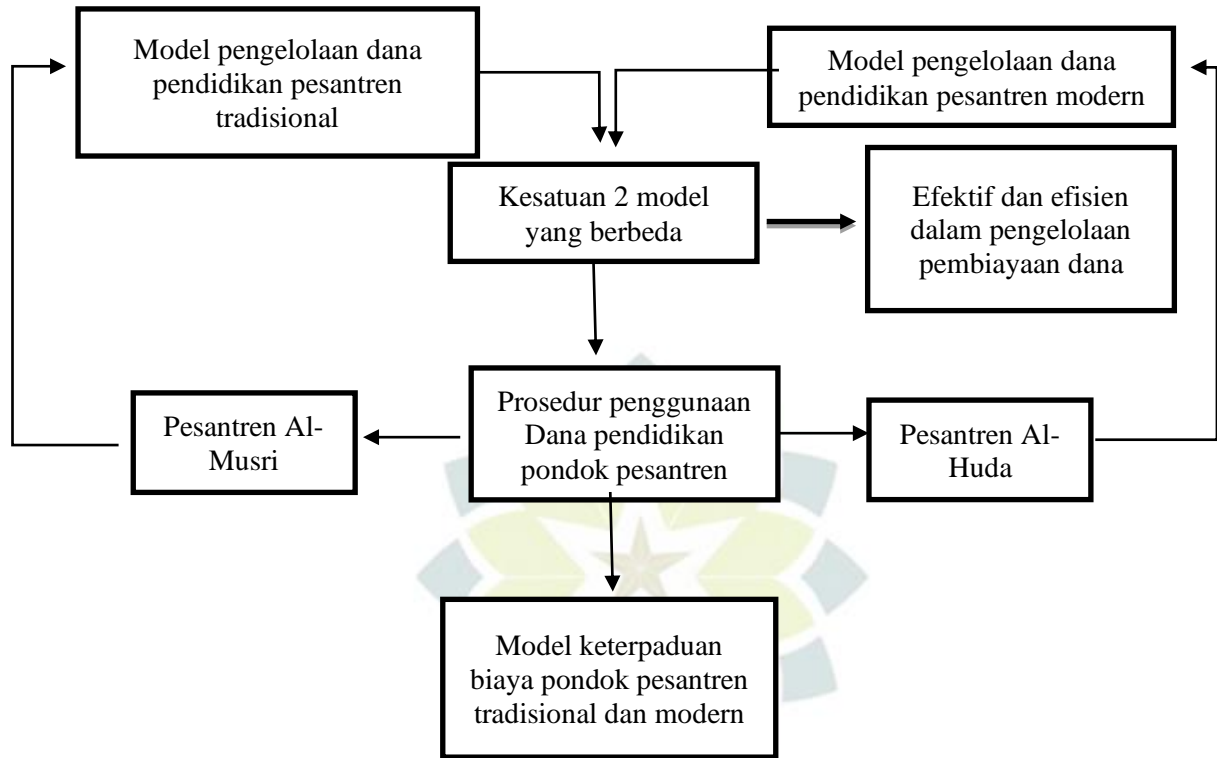 Model pengelolaan dana
pendidikan pesantren
tradisional
Model pengelolaan dana
pendidikan pesantren modern
Kesatuan 2 model
yang berbeda
Efektif dan efisien
dalam pengelolaan
pembiayaan dana
Pesantren Al-
Musri
Prosedur penggunaan
Dana pendidikan
pondok pesantren
Pesantren Al-
Huda
Model keterpaduan
biaya pondok pesantren
tradisional dan modern